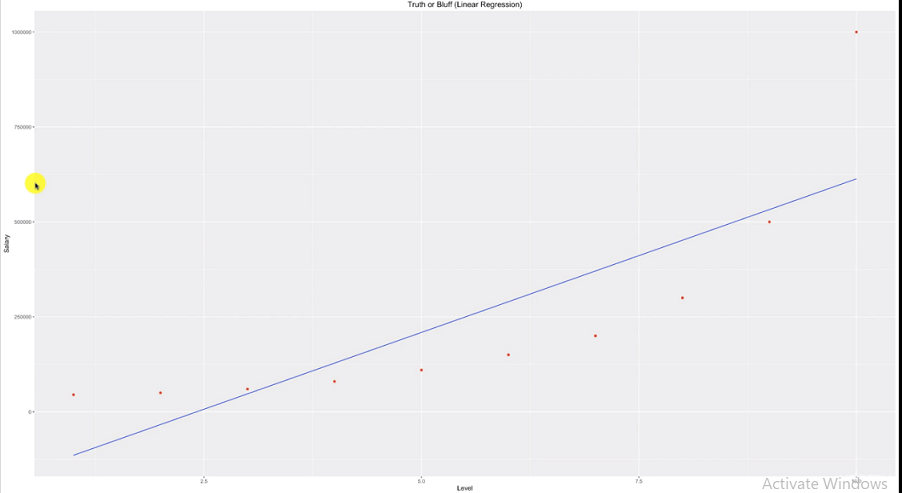 Truth or Bluff (Linear Regression)
1000000
750000
500000
250000
0
Salary
2.5
5.0
7.5
Level
Activate Windows